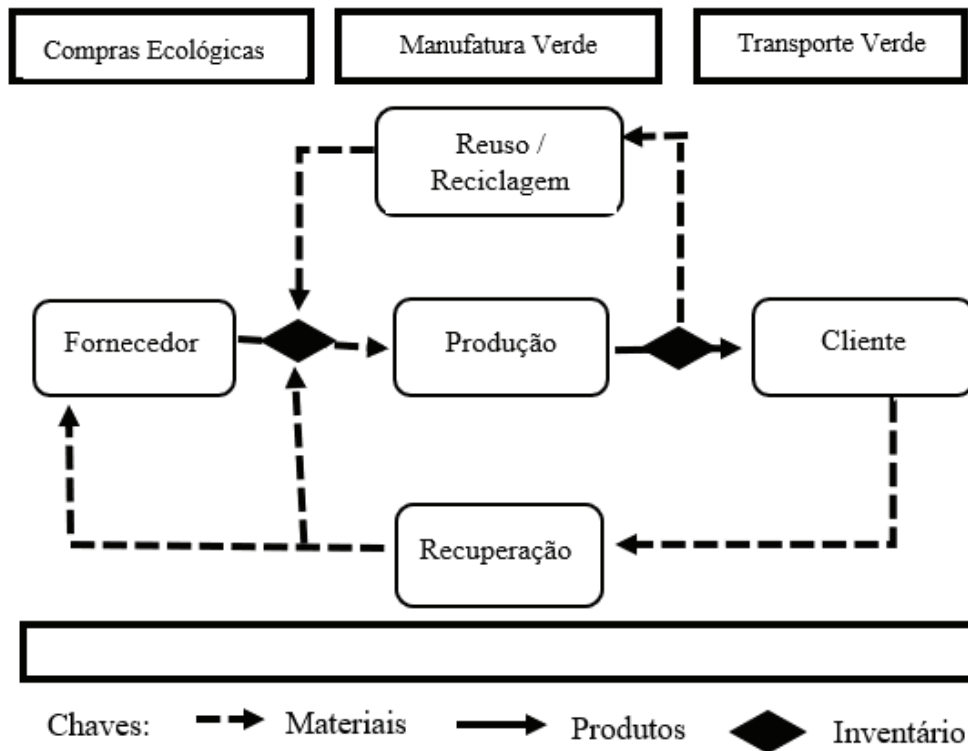 Compras Ecológicas
Manufatura Verde
Transporte Verde
Reuso /
Reciclagem
Fornecedor
Produção
Cliente
Recuperação
Chaves:
Materiais
Produtos
Inventário